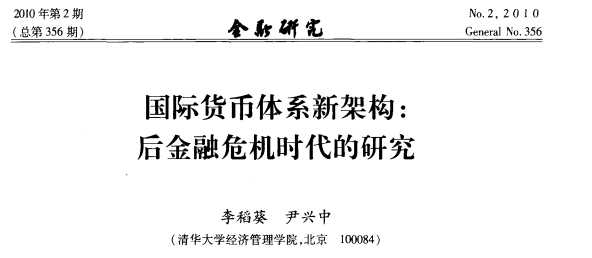 2010年第2期
(总第356期)
金融研究
No.2,2010
General No.356
国际货币体系新架构:
后金融危机时代的研究
李稻葵 尹兴中
(清华大学经济管理学院,北京 100084)